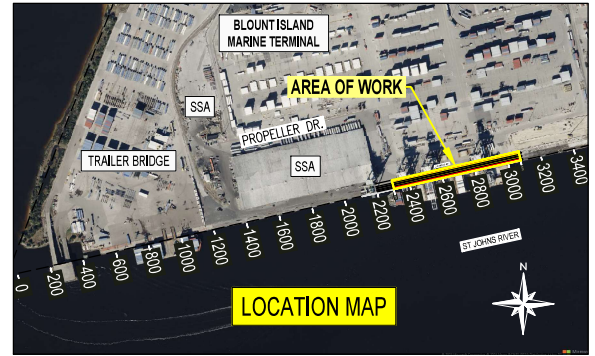 BLOUNT ISLAND
MARINE TERMINAL
AREA OF WORK
SSA
PROPELLER DR.
TRAILER BRIDGE
SSA
0
200
400
600
800
1000
1200
1400
1600
1800
2000
2200
2400
2600
2800
3000
3200
3400
ST JOHNS RIVER
N
LOCATION MAP